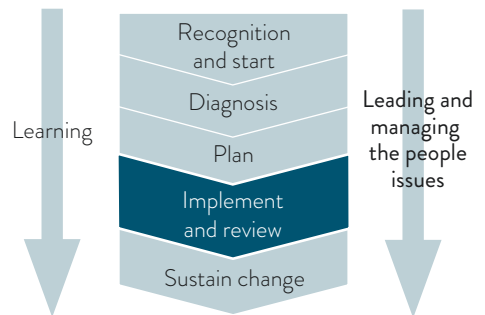 Recognition
and start
Diagnosis
Plan
Implement
and review
Sustain change
Learning
Leading and
managing
the people
issues